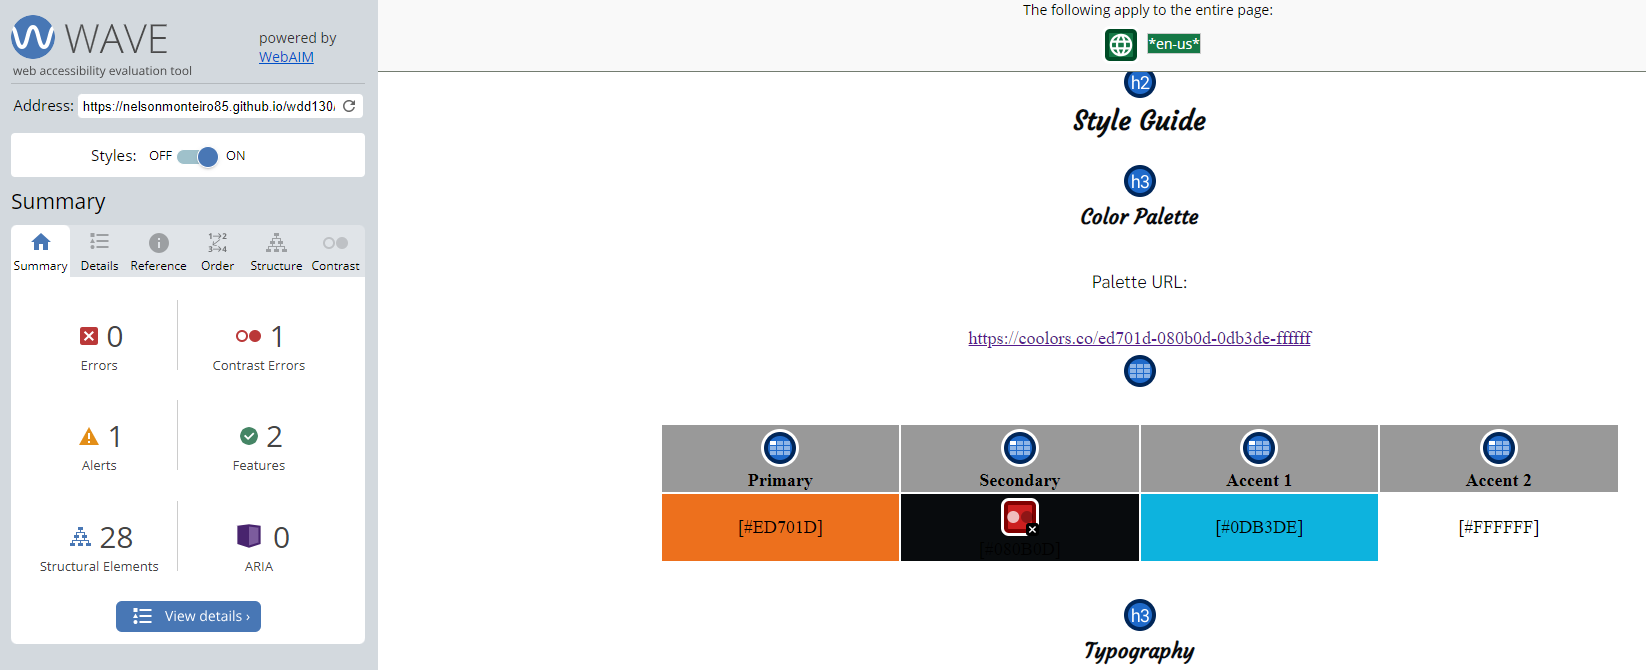 WAVE
powered by
WebAIM
web accessibility evaluation tool
Address: https://nelsonmonteiro85.github.io/wdd130/
Styles: OFF ON
Summary
Summary Details Reference Order Structure Contrast
0 1
Errors Contrast Errors
1 2
Alerts Features
28 0
Structural Elements ARIA
View details ›
The following apply to the entire page:
*en-us*
h2
Style Guide
h3
Color Palette
Palette URL:
https://coolors.co/ed701d-080b0d-0db3de-ffffff
Primary Secondary Accent 1 Accent 2
[#ED701D] [#080B0D] [#0DB3DE] [#FFFFFF]
h3
Typography